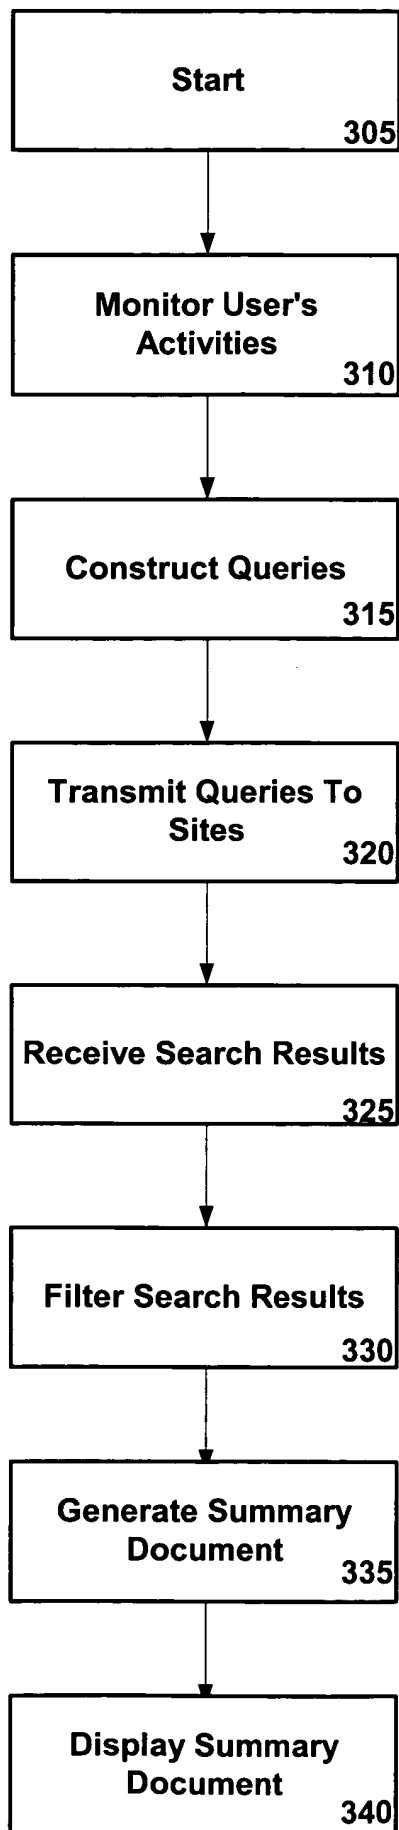 Start
305
Monitor User's
Activities
310
Construct Queries
315
Transmit Queries To
Sites
320
Receive Search Results
325
Filter Search Results
330
Generate Summary
Document
335
Display Summary
Document
340